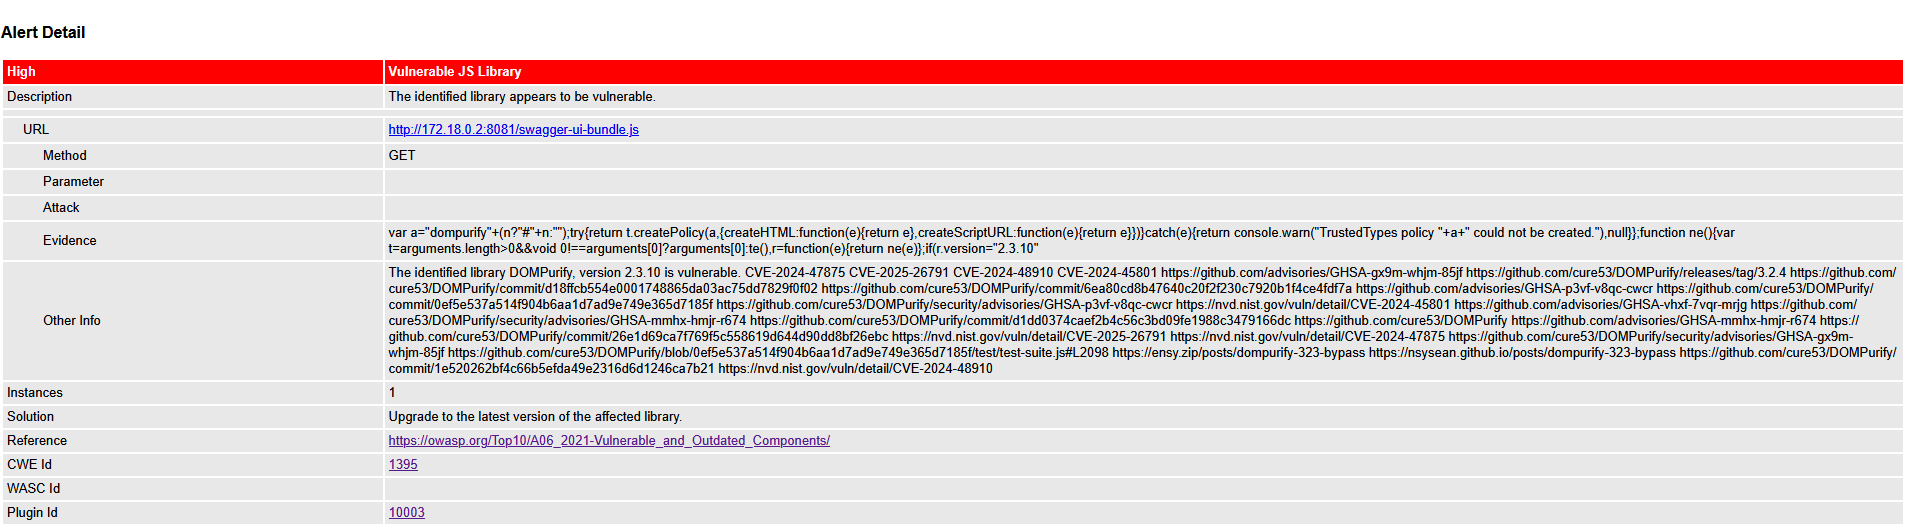 Alert Detail
High Vulnerable JS Library
Description The identified library appears to be vulnerable.
URL http://172.18.0.2:8081/swagger-ui-bundle.js
Method GET
Parameter
Attack
Evidence
var a="dompurify"+(n?"#"+n:"");try{return t.createPolicy(a,{createHTML:function(e){return e},createScriptURL:function(e){return e}})}catch(e){return console.warn("TrustedTypes policy "+a+" could not be created."),null}};function ne(){var
t=arguments.length>0&&void 0!==arguments[0]?arguments[0]:te(),r=function(e){return ne(e)};if(r.version="2.3.10"
Other Info
The identified library DOMPurify, version 2.3.10 is vulnerable. CVE-2024-47875 CVE-2025-26791 CVE-2024-48910 CVE-2024-45801 https://github.com/advisories/GHSA-gx9m-whjm-85jf https://github.com/cure53/DOMPurify/releases/tag/3.2.4 https://github.com/
cure53/DOMPurify/commit/d18ffcb554e0001748865da03ac75dd7829f0f02 https://github.com/cure53/DOMPurify/commit/6ea80cd8b47640c20f2f230c7920b1f4ce4fdf7a https://github.com/advisories/GHSA-p3vf-v8qc-cwcr https://github.com/cure53/DOMPurify/
commit/0ef5e537a514f904b6aa1d7ad9e749e365d7185f https://github.com/cure53/DOMPurify/security/advisories/GHSA-p3vf-v8qc-cwcr https://nvd.nist.gov/vuln/detail/CVE-2024-45801 https://github.com/advisories/GHSA-vhxf-7vqr-mrjg https://github.com/
cure53/DOMPurify/security/advisories/GHSA-mmhx-hmjr-r674 https://github.com/cure53/DOMPurify/commit/d1dd0374caef2b4c56c3bd09fe1988c3479166dc https://github.com/cure53/DOMPurify https://github.com/advisories/GHSA-mmhx-hmjr-r674 https://
github.com/cure53/DOMPurify/commit/26e1d69ca7f769f5c558619d644d90dd8bf26ebc https://nvd.nist.gov/vuln/detail/CVE-2025-26791 https://nvd.nist.gov/vuln/detail/CVE-2024-47875 https://github.com/cure53/DOMPurify/security/advisories/GHSA-gx9m-
whjm-85jf https://github.com/cure53/DOMPurify/blob/0ef5e537a514f904b6aa1d7ad9e749e365d7185f/test/test-suite.js#L2098 https://ensy.zip/posts/dompurify-323-bypass https://nsysean.github.io/posts/dompurify-323-bypass https://github.com/cure53/DOMPurify/
commit/1e520262bf4c66b5efda49e2316d6d1246ca7b21 https://nvd.nist.gov/vuln/detail/CVE-2024-48910
Instances 1
Solution Upgrade to the latest version of the affected library.
Reference https://owasp.org/Top10/A06_2021-Vulnerable_and_Outdated_Components/
CWE Id 1395
WASC Id
Plugin Id 10003